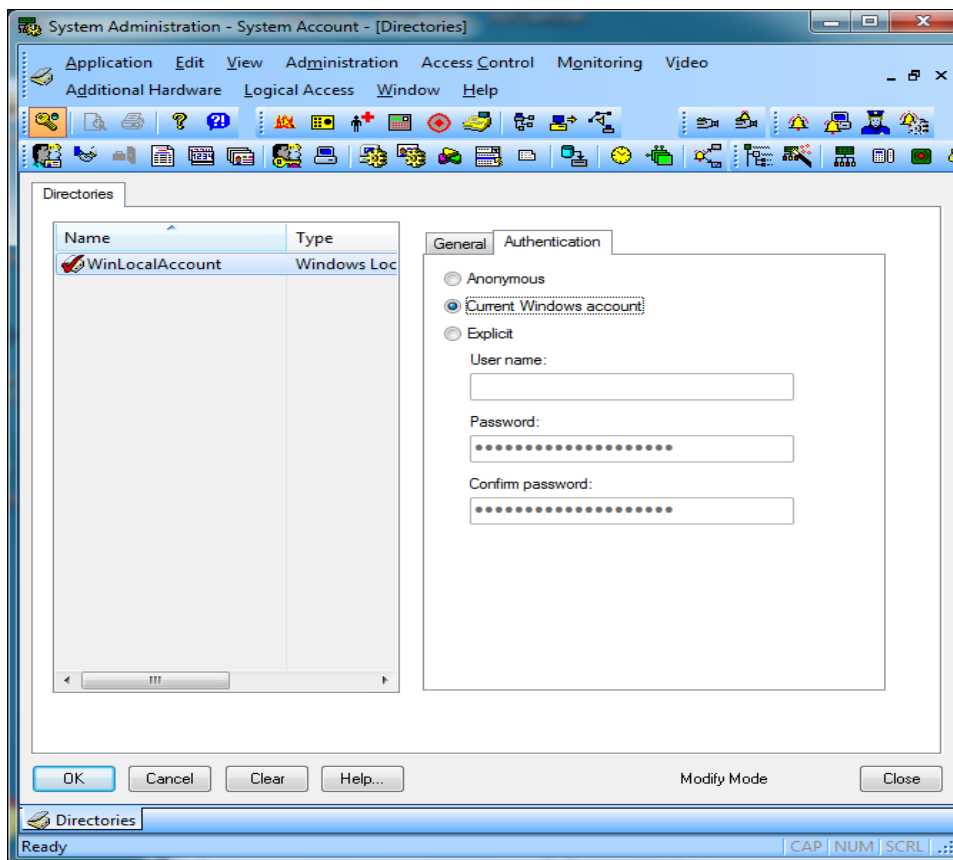 System Administration - System Account - [Directories]
Application Edit View Administration Access Control Monitoring Video
Additional Hardware Logical Access Window Help
Directories
Name Type
WinLocalAccount Windows Loc
General Authentication
Anonymous
Current Windows account
Explicit
User name:
Password:
••••••••••••••••••••
Confirm password:
••••••••••••••••••••
OK Cancel Clear Help... Modify Mode Close
Directories
Ready CAP NUM SCRL